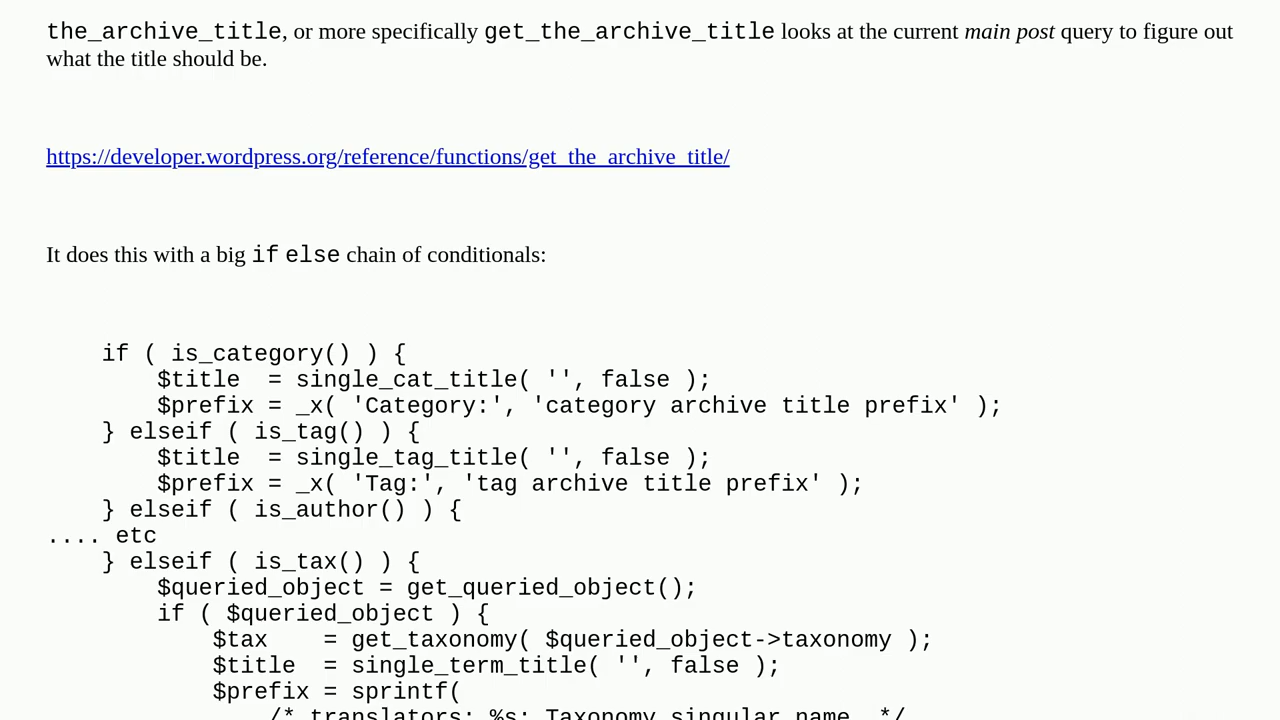 the_archive_title, or more specifically get_the_archive_title looks at the current main post query to figure out
what the title should be.
https://developer.wordpress.org/reference/functions/get_the_archive_title/
It does this with a big if else chain of conditionals:
    if ( is_category() ) {
        $title  = single_cat_title( '', false );
        $prefix = _x( 'Category:', 'category archive title prefix' );
    } elseif ( is_tag() ) {
        $title  = single_tag_title( '', false );
        $prefix = _x( 'Tag:', 'tag archive title prefix' );
    } elseif ( is_author() ) {
.... etc
    } elseif ( is_tax() ) {
        $queried_object = get_queried_object();
        if ( $queried_object ) {
            $tax    = get_taxonomy( $queried_object->taxonomy );
            $title  = single_term_title( '', false );
            $prefix = sprintf(
                /* translators: %s: Taxonomy singular name. */